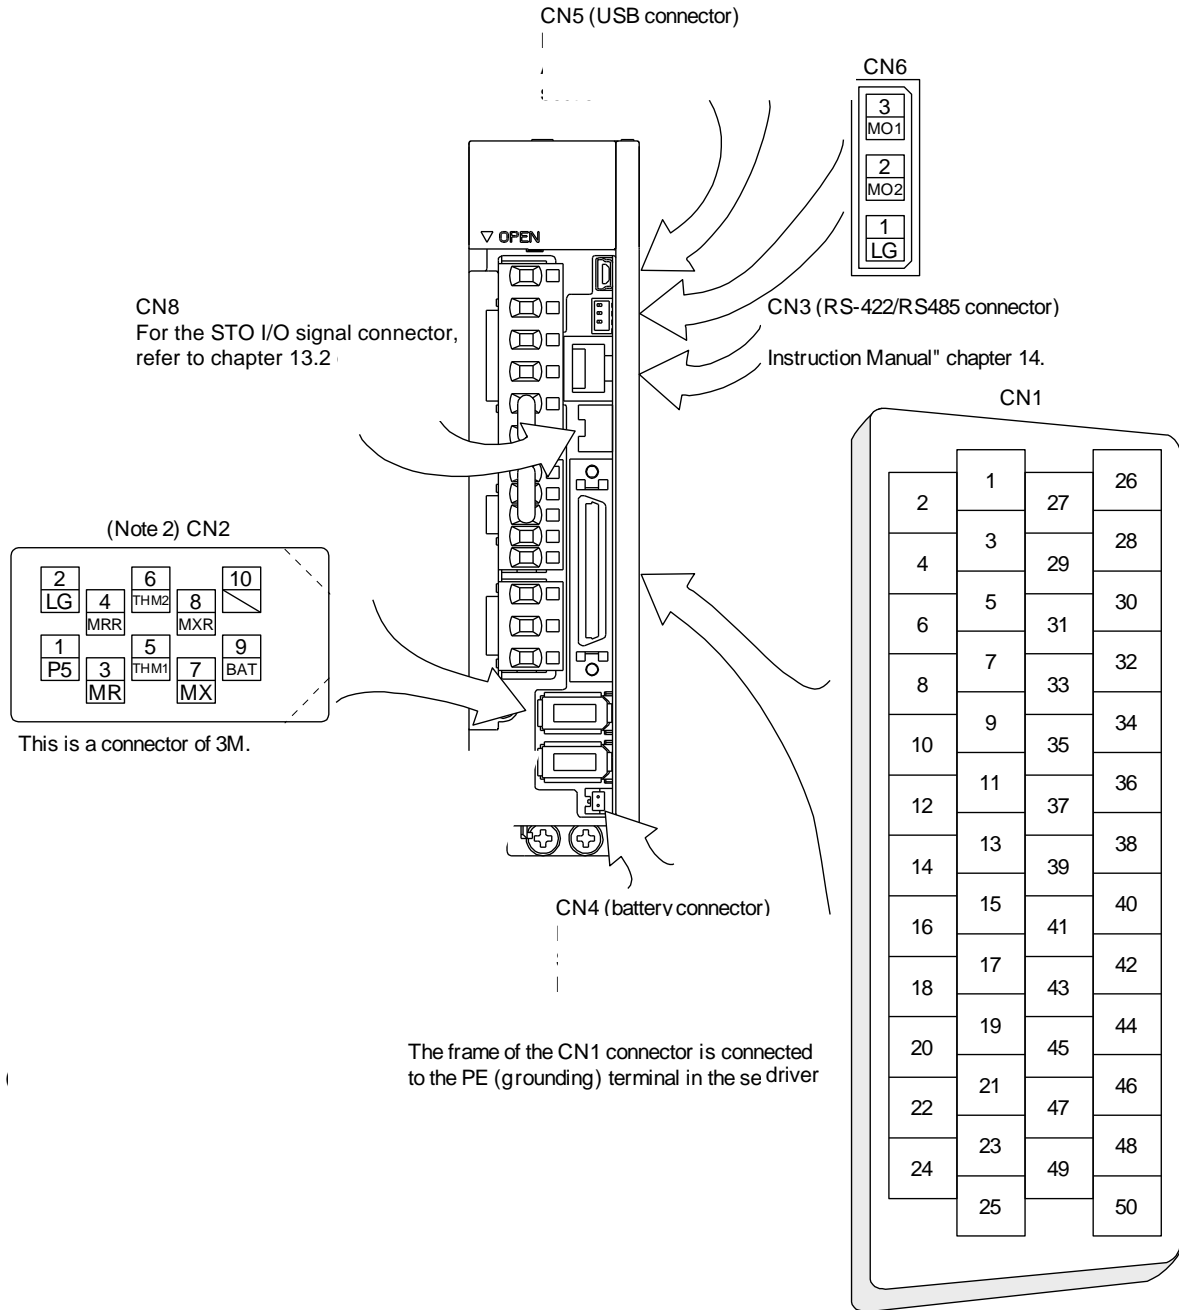 CN5 (USB connector)
CN6
3
MO1
2
MO2
1
LG
OPEN
CN8
For the STO I/O signal connector,
refer to chapter 13.2
CN3 (RS-422/RS485 connector)
Instruction Manual" chapter 14.
CN1
1
26
2
27
3
28
4
29
5
30
6
31
7
32
8
33
9
34
10
35
11
36
12
37
13
38
14
39
15
40
16
41
17
42
18
43
19
44
20
45
21
46
22
47
23
48
24
49
25
50
(Note 2) CN2
2
LG
6
THM2
10
4
MRR
8
MXR
1
P5
5
THM1
9
BAT
3
MR
7
MX
This is a connector of 3M.
CN4 (battery connector)
The frame of the CN1 connector is connected
to the PE (grounding) terminal in the se driver